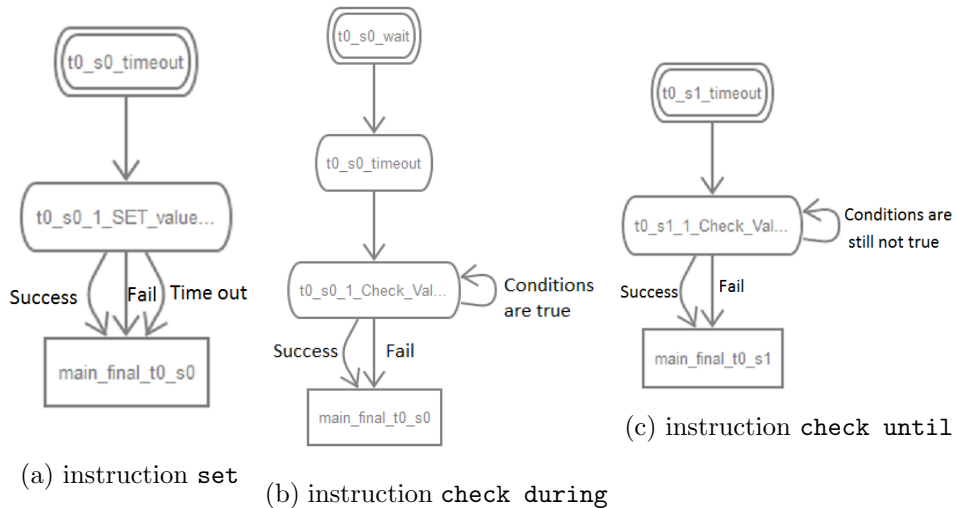 t0_s0_timeout
t0_s0_1_SET_value...
Success
Fail
Time out
main_final_t0_s0
(a) instruction set
t0_s0_wait
t0_s0_timeout
t0_s0_1_Check_Val...
Conditions
are true
Success
Fail
main_final_t0_s0
(b) instruction check during
t0_s1_timeout
t0_s1_1_Check_Val...
Conditions are
still not true
Success
Fail
main_final_t0_s1
(c) instruction check until